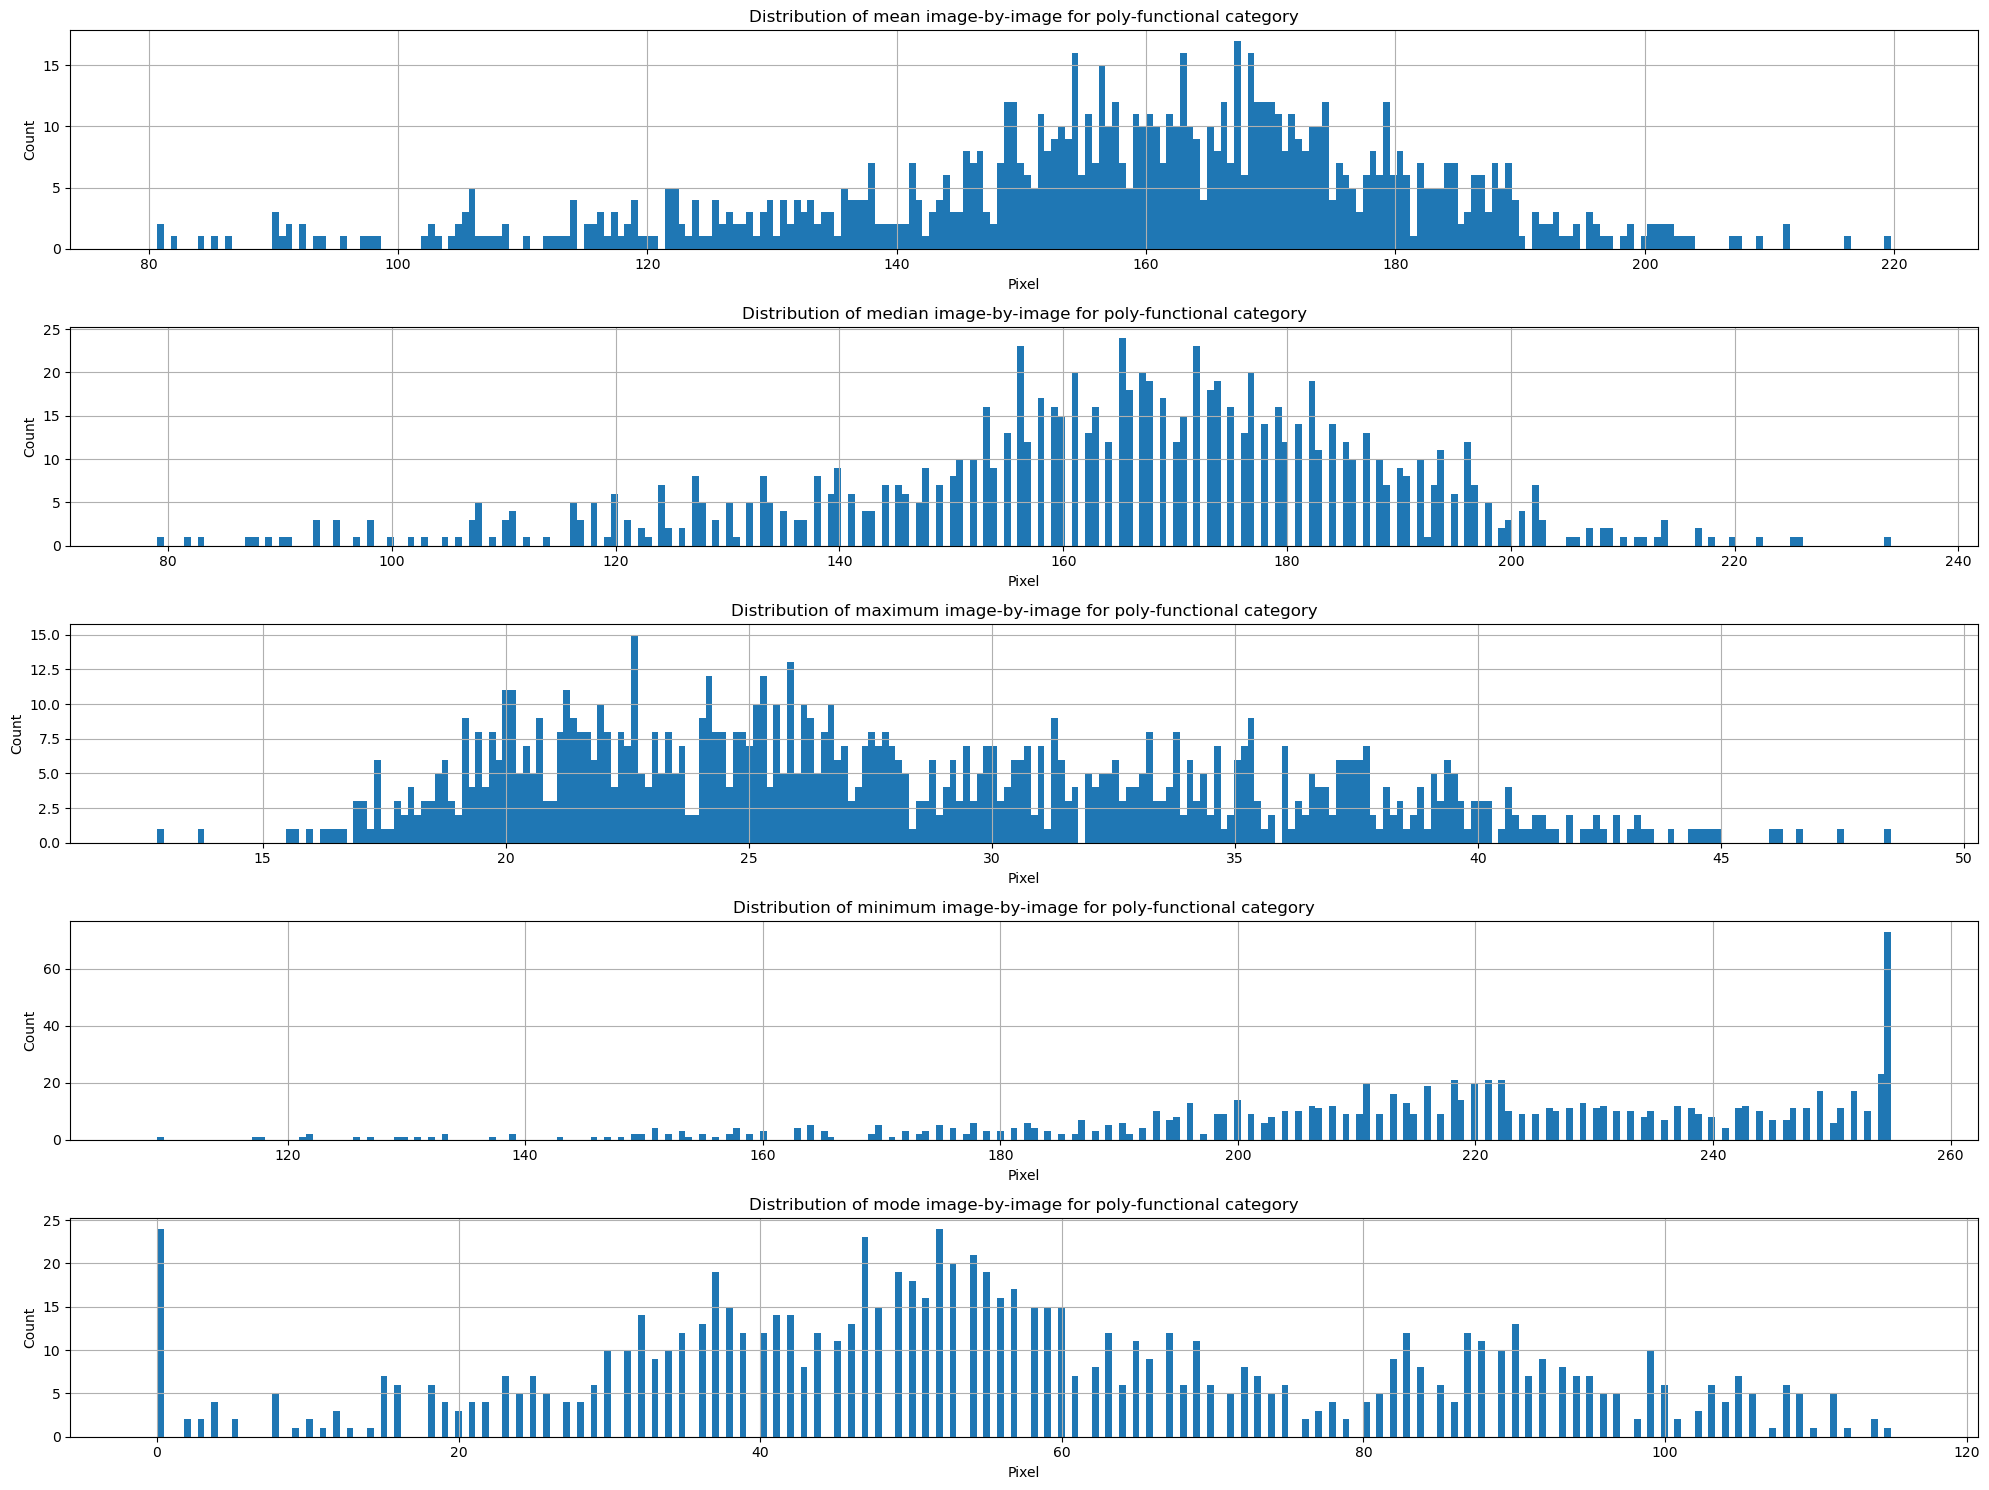 Distribution of mean image-by-image for poly-functional category
15
10
5
0
Count
80 100 120 140 160 180 200 220
Pixel
Distribution of median image-by-image for poly-functional category
25
20
15
10
5
0
Count
80 100 120 140 160 180 200 220 240
Pixel
Distribution of maximum image-by-image for poly-functional category
15.0
12.5
10.0
7.5
5.0
2.5
0.0
Count
15 20 25 30 35 40 45 50
Pixel
Distribution of minimum image-by-image for poly-functional category
60
40
20
0
Count
120 140 160 180 200 220 240 260
Pixel
Distribution of mode image-by-image for poly-functional category
25
20
15
10
5
0
Count
0 20 40 60 80 100 120
Pixel